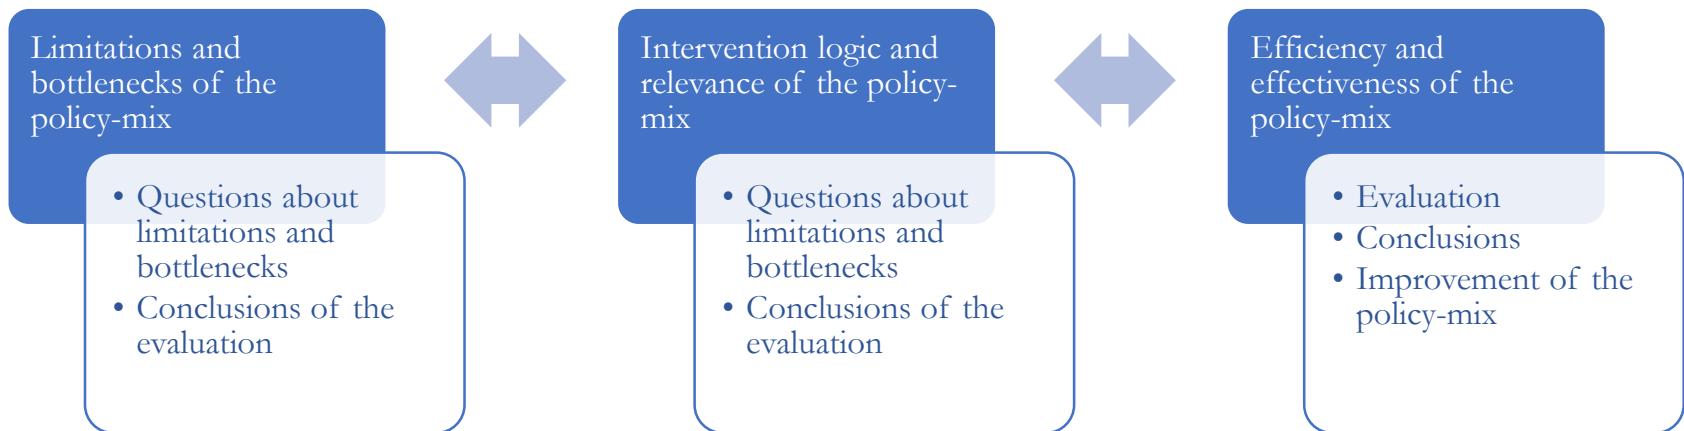 Limitations and
bottlenecks of the
policy-mix
• Questions about
limitations and
bottlenecks
• Conclusions of the
evaluation
Intervention logic and
relevance of the policy-
mix
• Questions about
limitations and
bottlenecks
• Conclusions of the
evaluation
Efficiency and
effectiveness of the
policy-mix
• Evaluation
• Conclusions
• Improvement of the
policy-mix